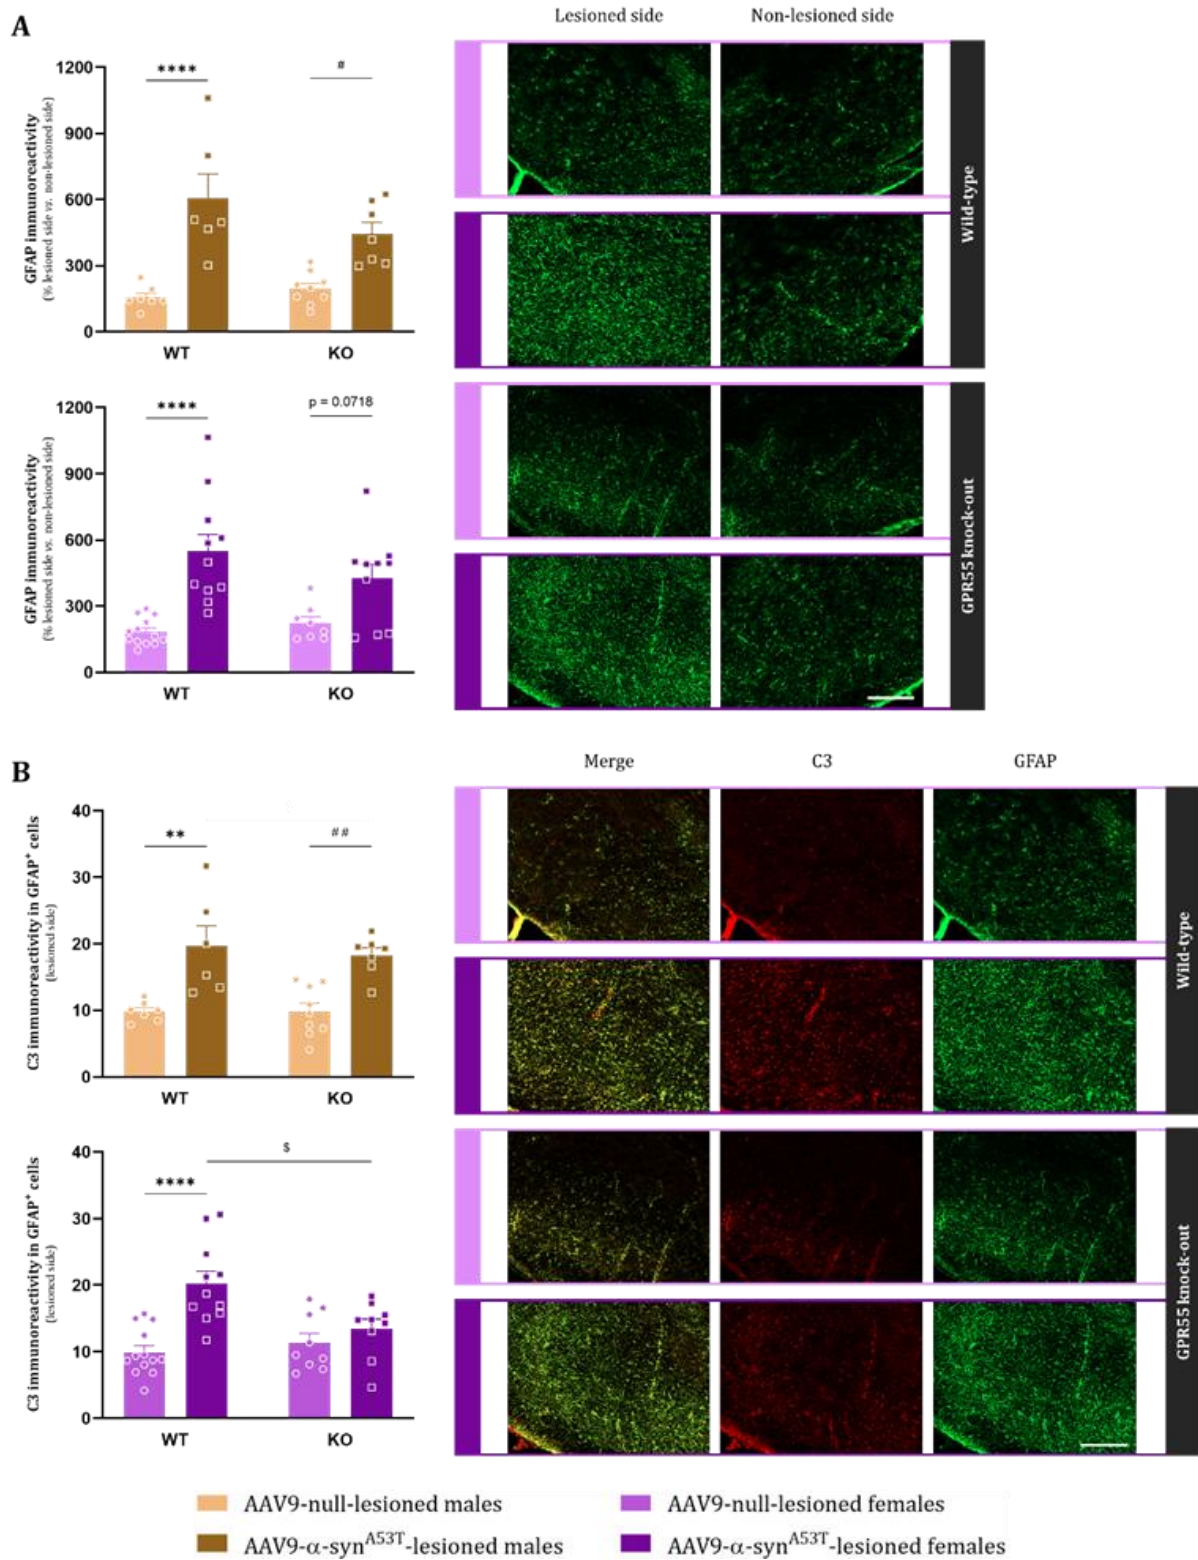 A
Lesioned side
Non-lesioned side
GFAP immunoreactivity
(% lesioned side vs. non-lesioned side)
1200
900
600
300
0
****
#
WT
KO
GFAP immunoreactivity
(% lesioned side vs. non-lesioned side)
1200
900
600
300
0
****
p = 0.0718
WT
KO
Wild-type
GPR55 knock-out
B
Merge
C3
GFAP
C3 immunoreactivity in GFAP⁺ cells
(lesioned side)
40
30
20
10
0
**
##
WT
KO
C3 immunoreactivity in GFAP⁺ cells
(lesioned side)
40
30
20
10
0
****
$
WT
KO
Wild-type
GPR55 knock-out
AAV9-null-lesioned males
AAV9-null-lesioned females
AAV9-α-synᴬ⁵³ᵀ-lesioned males
AAV9-α-synᴬ⁵³ᵀ-lesioned females